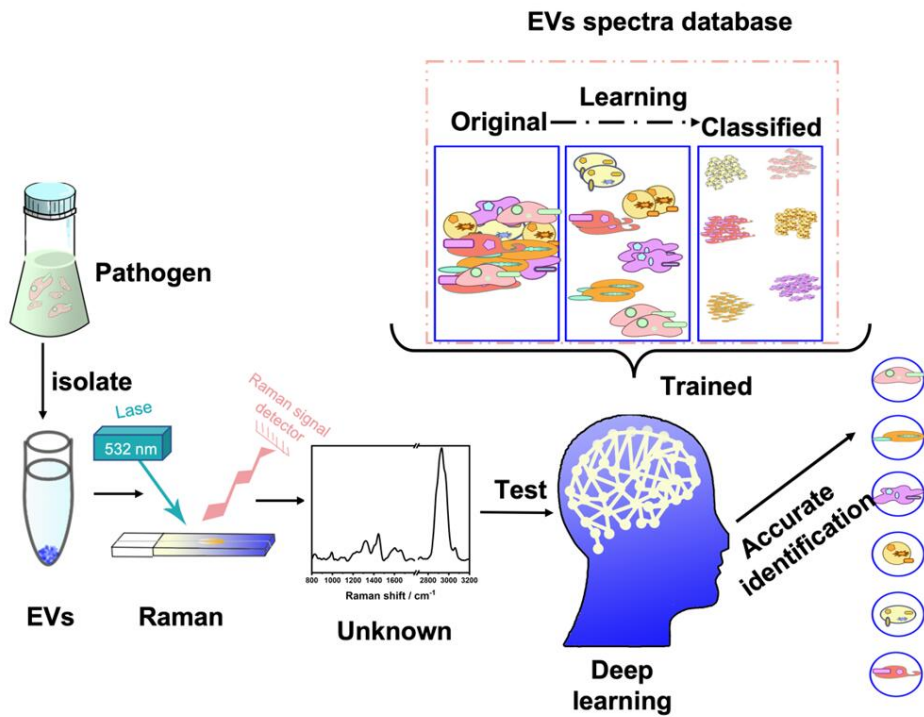 EVs spectra database
Learning
Original
Classified
Pathogen
isolate
Trained
Lase
532 nm
Raman signal
detector
Test
Accurate
identification
800 1000 1200 1400 1600 2800 3000 3200
Raman shift / cm⁻¹
EVs
Raman
Unknown
Deep
learning